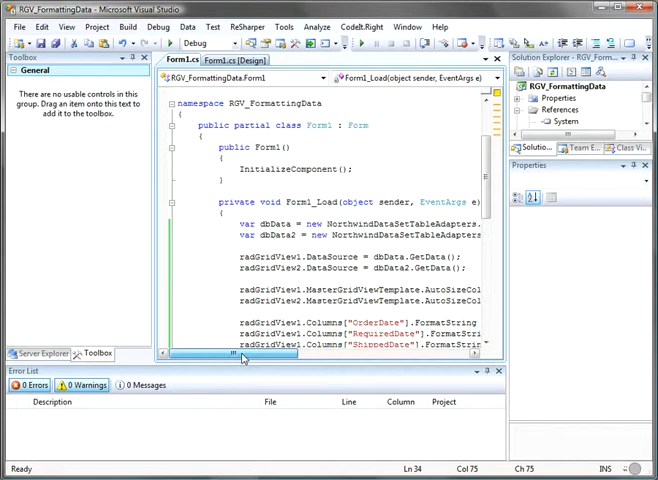 RGV_FormattingData - Microsoft Visual Studio
File Edit View Project Build Debug Data Tools Test ReSharper Tools Analyze CodeIt.Right Window Help
Debug
Toolbox
General
There are no usable controls in this
group. Drag an item onto this text to
add it to the toolbox.
Server Explorer Toolbox
Form1.cs Form1.cs [Design]
RGV_FormattingData.Form1 Form1_Load(object sender, EventArgs e)
namespace RGV_FormattingData
{
public partial class Form1 : Form
{
public Form1()
{
InitializeComponent();
}
private void Form1_Load(object sender, EventArgs e)
{
var dbData = new NorthwindDataSetTableAdapters.
var dbData2 = new NorthwindDataSetTableAdapters
radGridView1.DataSource = dbData.GetData();
radGridView2.DataSource = dbData2.GetData();
radGridView1.MasterGridViewTemplate.AutoSizeCol
radGridView2.MasterGridViewTemplate.AutoSizeCol
radGridView1.Columns["OrderDate"].FormatString
radGridView1.Columns["RequiredDate"].FormatStri
radGridView1.Columns["ShippedDate"].FormatStrin
Solution Explorer - RGV_F...
RGV_FormattingData
Properties
References
System
Solutio... Team E... Class Vi...
Properties
Error List
0 Errors 0 Warnings 0 Messages
Description File Line Column Project
Ready Ln 34 Col 75 Ch 75 INS